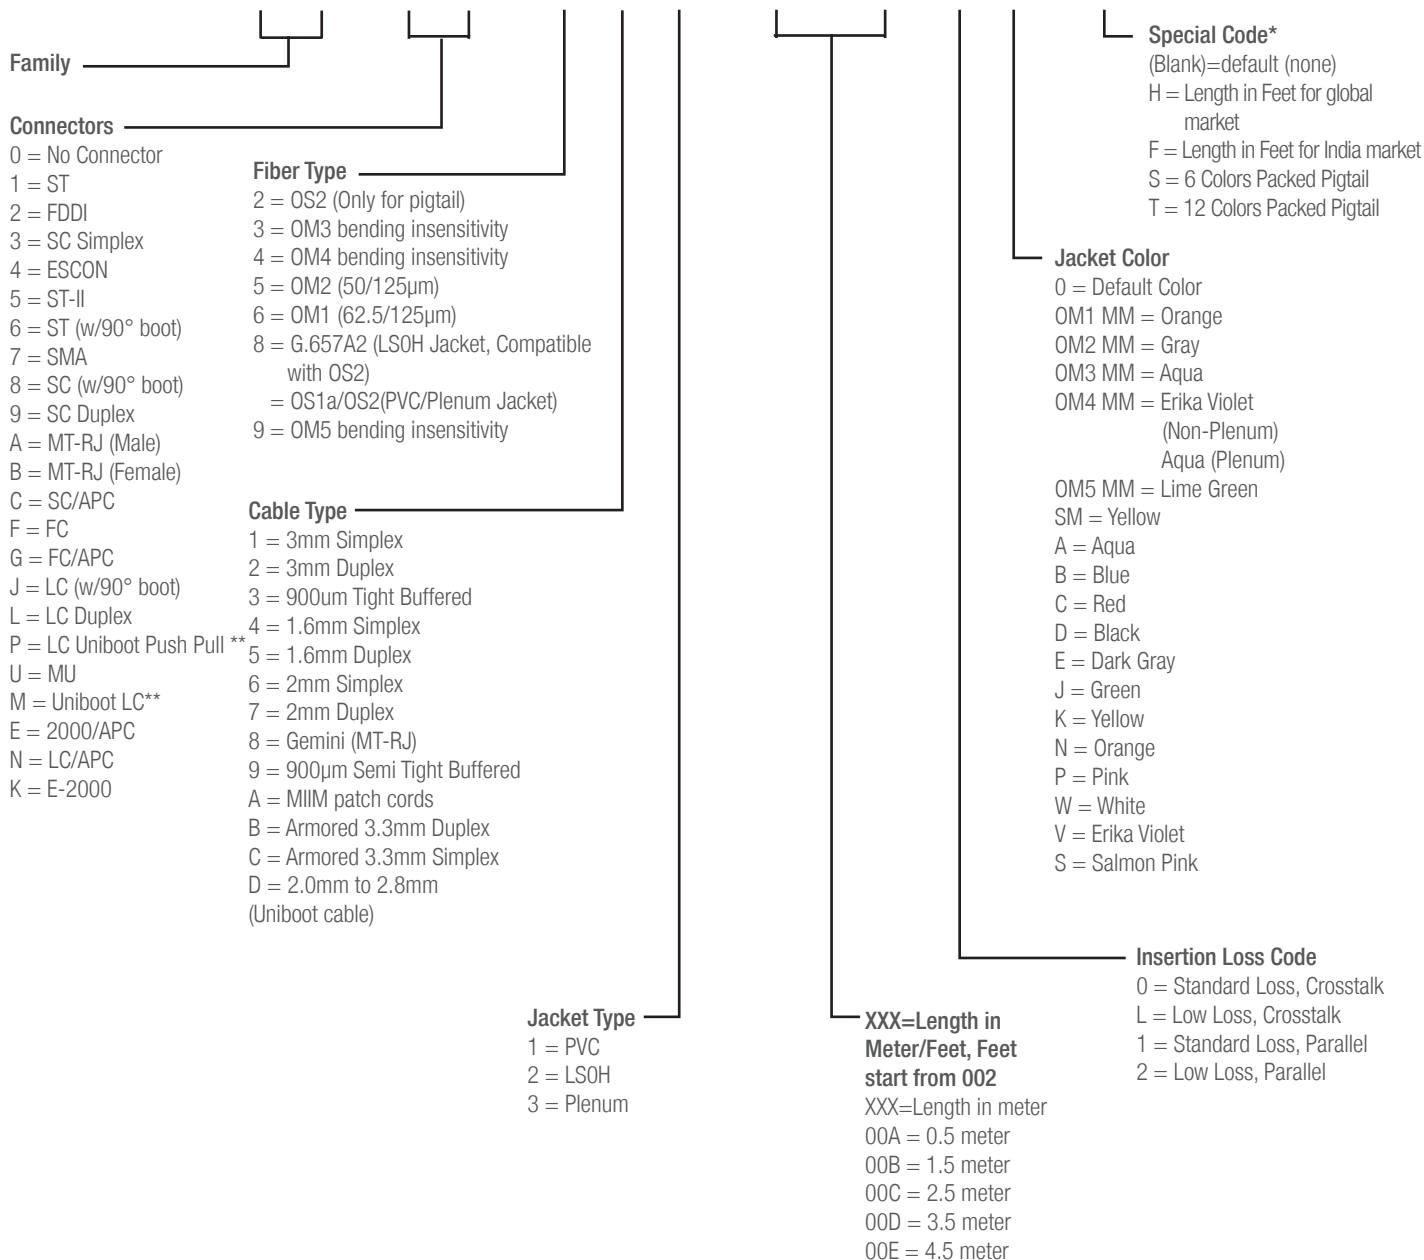 Family
Connectors
0 = No Connector
1 = ST
2 = FDDI
3 = SC Simplex
4 = ESCON
5 = ST-II
6 = ST (w/90° boot)
7 = SMA
8 = SC (w/90° boot)
9 = SC Duplex
A = MT-RJ (Male)
B = MT-RJ (Female)
C = SC/APC
F = FC
G = FC/APC
J = LC (w/90° boot)
L = LC Duplex
P = LC Uniboot Push Pull **
U = MU
M = Uniboot LC**
E = 2000/APC
N = LC/APC
K = E-2000
Fiber Type
2 = OS2 (Only for pigtail)
3 = OM3 bending insensitivity
4 = OM4 bending insensitivity
5 = OM2 (50/125µm)
6 = OM1 (62.5/125µm)
8 = G.657A2 (LS0H Jacket, Compatible
with OS2)
= OS1a/OS2(PVC/Plenum Jacket)
9 = OM5 bending insensitivity
Cable Type
1 = 3mm Simplex
2 = 3mm Duplex
3 = 900um Tight Buffered
4 = 1.6mm Simplex
5 = 1.6mm Duplex
6 = 2mm Simplex
7 = 2mm Duplex
8 = Gemini (MT-RJ)
9 = 900µm Semi Tight Buffered
A = MIIM patch cords
B = Armored 3.3mm Duplex
C = Armored 3.3mm Simplex
D = 2.0mm to 2.8mm
(Uniboot cable)
Jacket Type
1 = PVC
2 = LS0H
3 = Plenum
XXX=Length in
Meter/Feet, Feet
start from 002
XXX=Length in meter
00A = 0.5 meter
00B = 1.5 meter
00C = 2.5 meter
00D = 3.5 meter
00E = 4.5 meter
Insertion Loss Code
0 = Standard Loss, Crosstalk
L = Low Loss, Crosstalk
1 = Standard Loss, Parallel
2 = Low Loss, Parallel
Jacket Color
0 = Default Color
OM1 MM = Orange
OM2 MM = Gray
OM3 MM = Aqua
OM4 MM = Erika Violet
(Non-Plenum)
Aqua (Plenum)
OM5 MM = Lime Green
SM = Yellow
A = Aqua
B = Blue
C = Red
D = Black
E = Dark Gray
J = Green
K = Yellow
N = Orange
P = Pink
W = White
V = Erika Violet
S = Salmon Pink
Special Code*
(Blank)=default (none)
H = Length in Feet for global
market
F = Length in Feet for India market
S = 6 Colors Packed Pigtail
T = 12 Colors Packed Pigtail